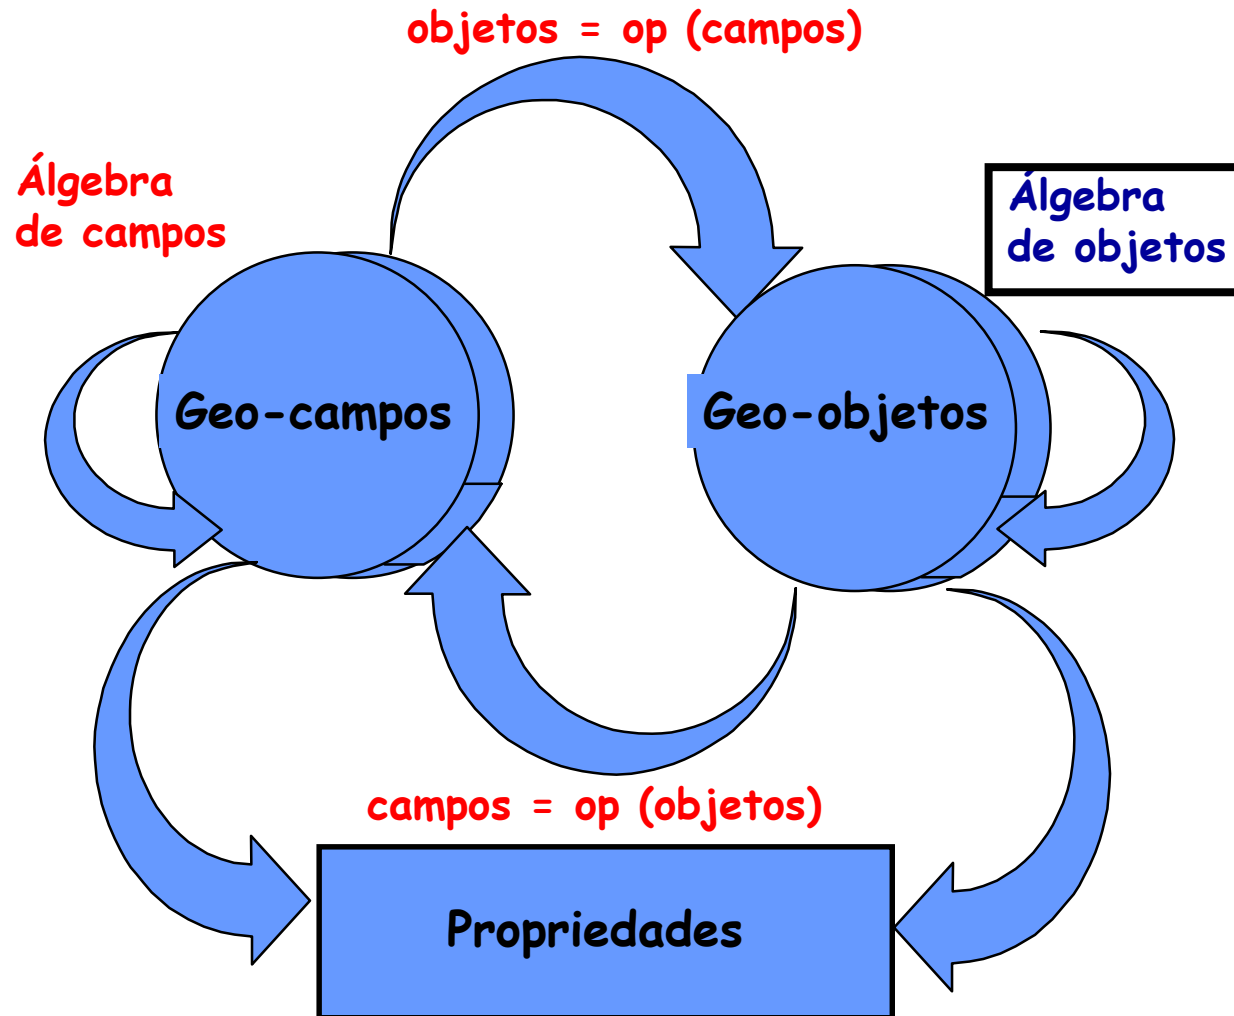 objetos = op (campos)
Álgebra
de campos
Álgebra
de objetos
Geo-campos
Geo-objetos
campos = op (objetos)
Propriedades